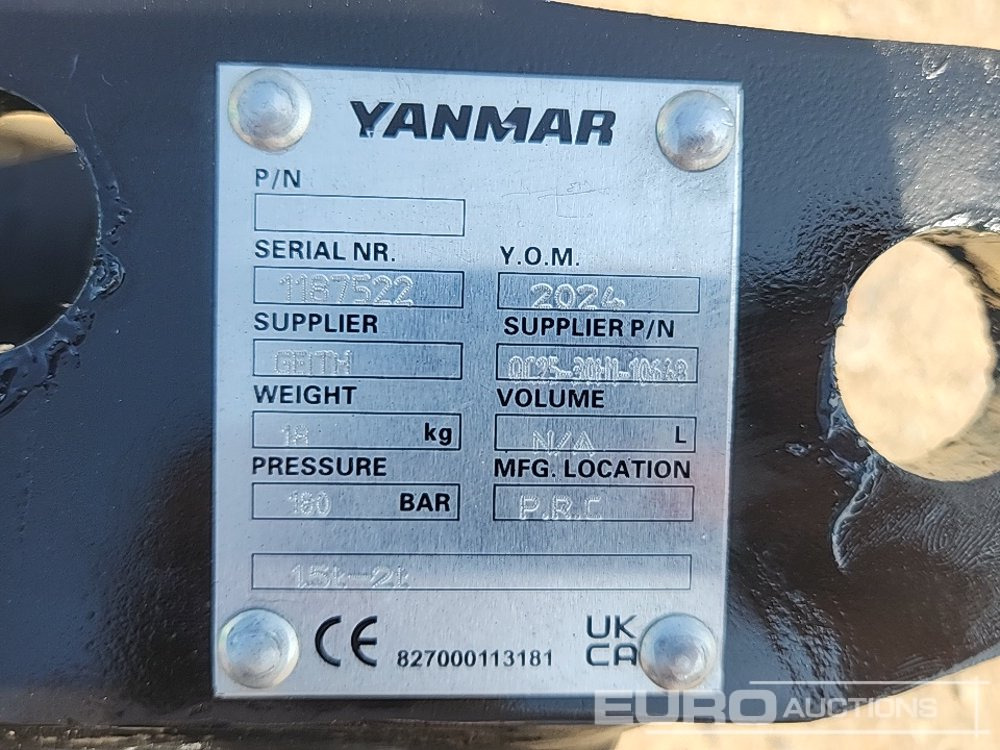 YANMAR
P/N
SERIAL NR. Y.O.M.
1187522 2024
SUPPLIER SUPPLIER P/N
GEITH
WEIGHT VOLUME
18 kg N/A L
PRESSURE MFG. LOCATION
180 BAR P.R.C
1.5t-2t
CE 827000113181 UK
CA
EURO AUCTIONS